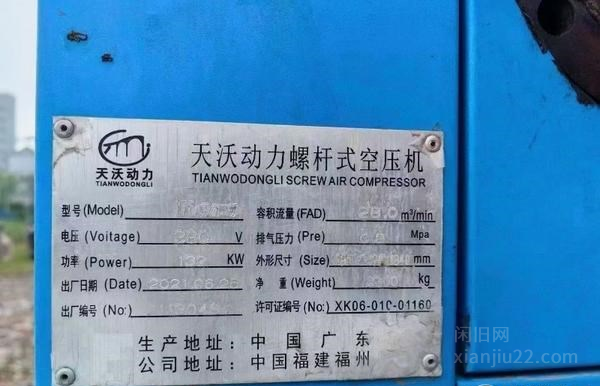 天沃动力
TIANWODONGLI
天沃动力螺杆式空压机
TIANWODONGLI SCREW AIR COMPRESSOR
型号(Model)
容积流量(FAD) m³/min
电压(Voitage) V
排气压力(Pre) Mpa
功率(Power) 132 KW
外形尺寸(Size) mm
出厂日期(Date) 2021.06.26
净 重(Weight) kg
出厂编号(No:
许可证编号(No: XK06-010-01160
生产地址: 中国广东
公司地址: 中国福建福州
闲旧网
xianjiu22.com